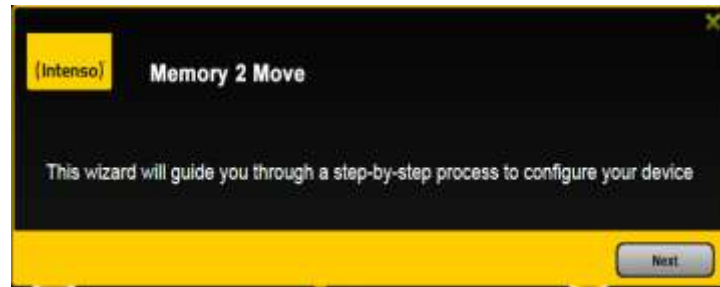 (Intenso)
Memory 2 Move
This wizard will guide you through a step-by-step process to configure your device
Next